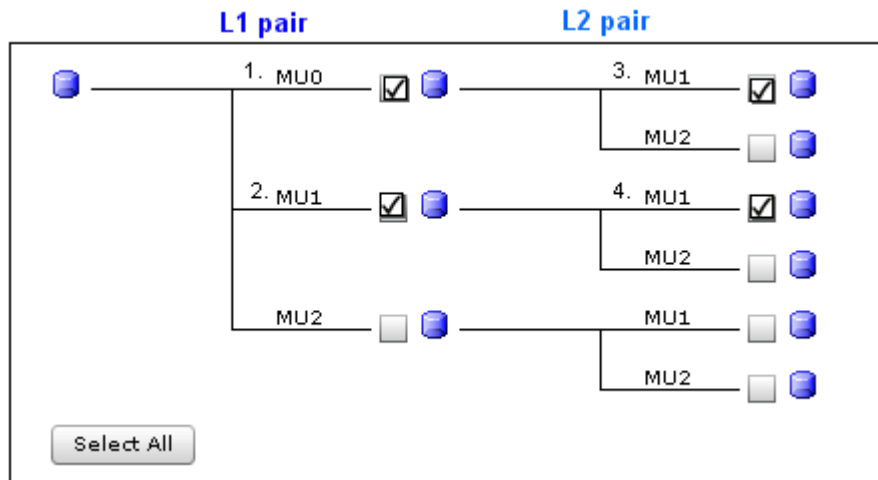 L1 pair L2 pair
1. MU0 3. MU1
MU2
2. MU1 4. MU1
MU2
MU2 MU1
MU2
Select All